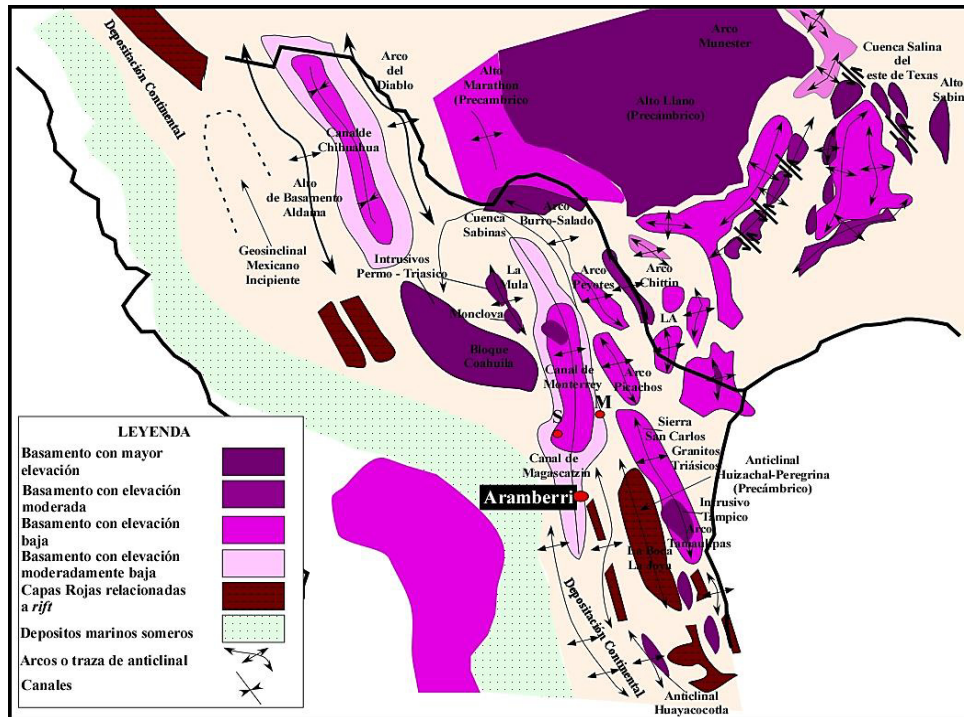 Depositación Continental
Arco
del
Diablo
Canal de
Chihuahua
Alto
de Basamento
Aldama
Geosinclinal
Mexicano
Incipiente
Intrusivos
Permo - Triasico
Alto
Marathon
(Precámbrico
Arco
Munester
Alto Llano
(Precámbrico)
Cuenca Salina
del
este de Texas
Alto
Sabin
Cuenca
Sabinas
Arco
Burro-Salado
La
Mula
Monclova
Arco
Peyotes
Arco
Chittin
LA
Bloque
Coahuila
Canal de
Monterrey
Arco
Picachos
S
M
Canal de
Magascatzin
Aramberri
Sierra
San Carlos
Granitos
Triásicos
Anticlinal
Huizachal-Peregrina
(Precámbrico)
Intrusivo
Tampico
Arco
Tamaulipas
La Boca
La Joya
Depositación Continental
Anticlinal
Huayacocotla
LEYENDA
Basamento con mayor
elevación
Basamento con elevación
moderada
Basamento con elevación
baja
Basamento con elevación
moderadamente baja
Capas Rojas relacionadas
a rift
Depositos marinos someros
Arcos o traza de anticlinal
Canales